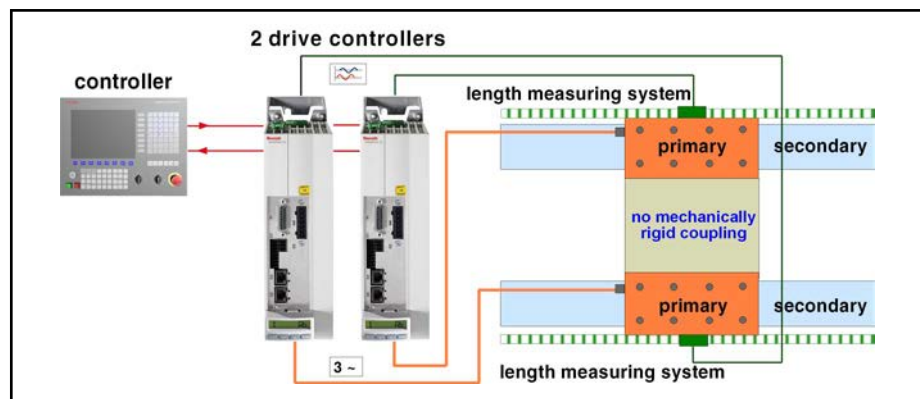 2 drive controllers
controller
length measuring system
primary
secondary
no mechanically
rigid coupling
primary
secondary
3 ~
length measuring system